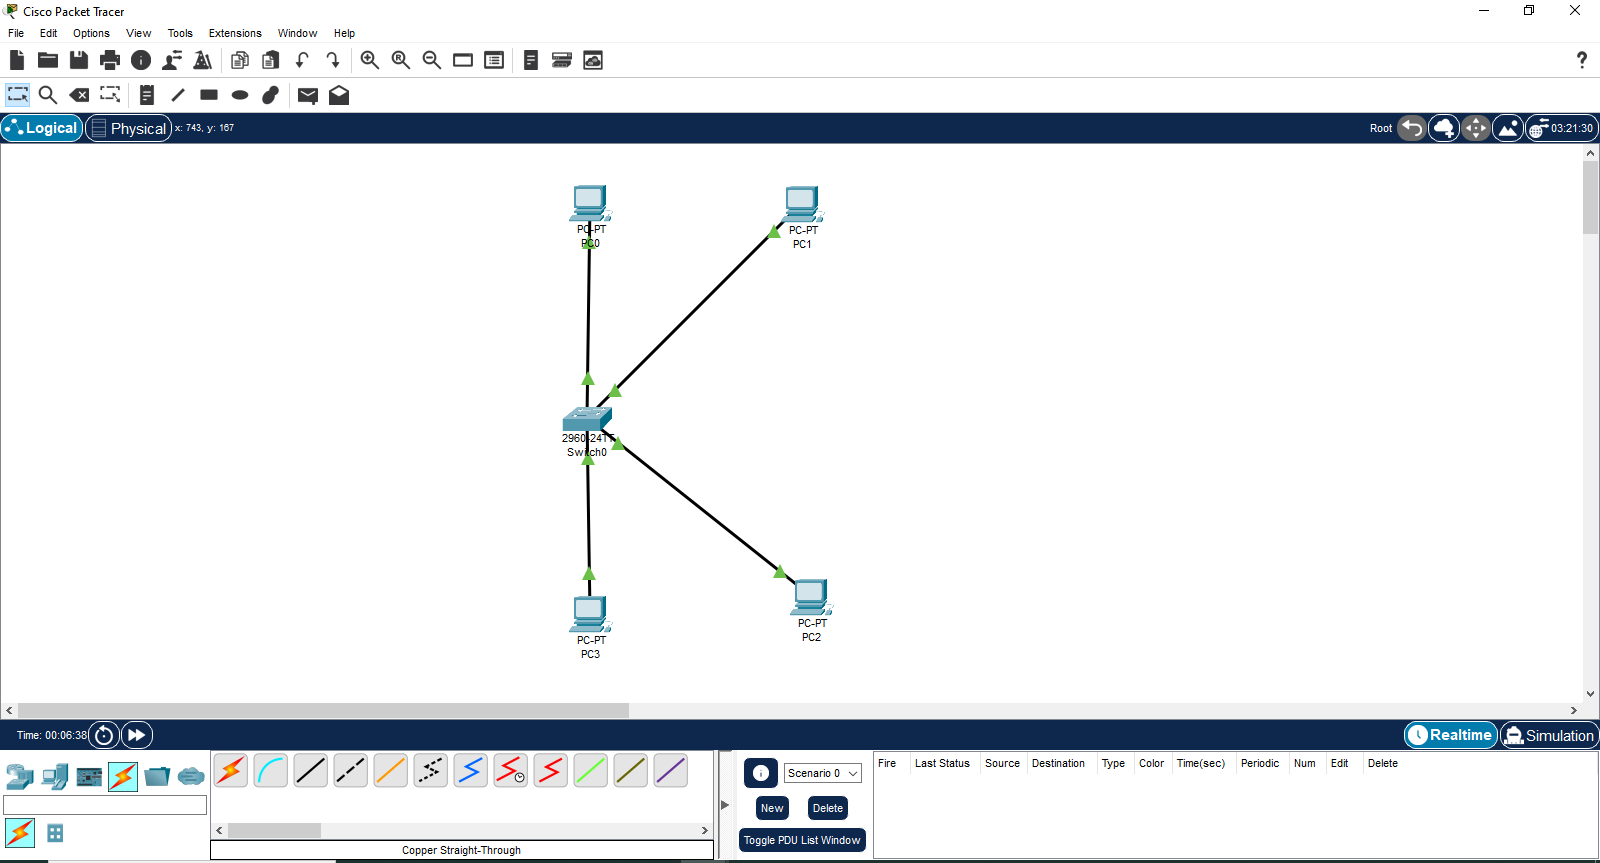 Cisco Packet Tracer
File Edit Options View Tools Extensions Window Help
Logical Physical x: 743, y: 167 Root 03:21:30
PC-PT
PC0
PC-PT
PC1
2960-24TT
Switch0
PC-PT
PC2
PC-PT
PC3
Time: 00:06:38 Realtime Simulation
Scenario 0
New Delete
Toggle PDU List Window
Fire Last Status Source Destination Type Color Time(sec) Periodic Num Edit Delete
Copper Straight-Through